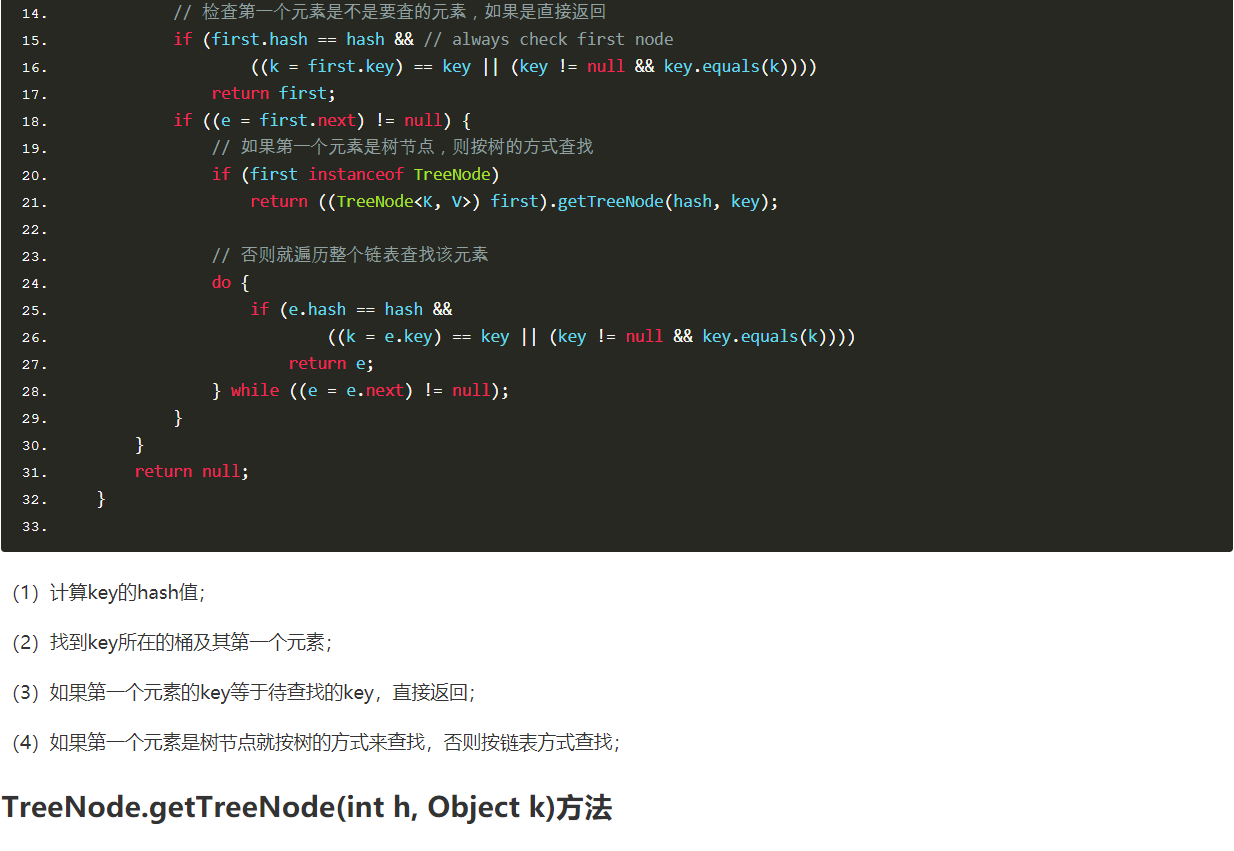 14.             // 检查第一个元素是不是要查的元素，如果是直接返回
15.             if (first.hash == hash && // always check first node
16.                     ((k = first.key) == key || (key != null && key.equals(k))))
17.                 return first;
18.             if ((e = first.next) != null) {
19.                 // 如果第一个元素是树节点，则按树的方式查找
20.                 if (first instanceof TreeNode)
21.                     return ((TreeNode<K, V>) first).getTreeNode(hash, key);
22.
23.                 // 否则就遍历整个链表查找该元素
24.                 do {
25.                     if (e.hash == hash &&
26.                             ((k = e.key) == key || (key != null && key.equals(k))))
27.                         return e;
28.                 } while ((e = e.next) != null);
29.             }
30.         }
31.         return null;
32.     }
33.
（1）计算key的hash值；
（2）找到key所在的桶及其第一个元素；
（3）如果第一个元素的key等于待查找的key，直接返回；
（4）如果第一个元素是树节点就按树的方式来查找，否则按链表方式查找；
TreeNode.getTreeNode(int h, Object k)方法